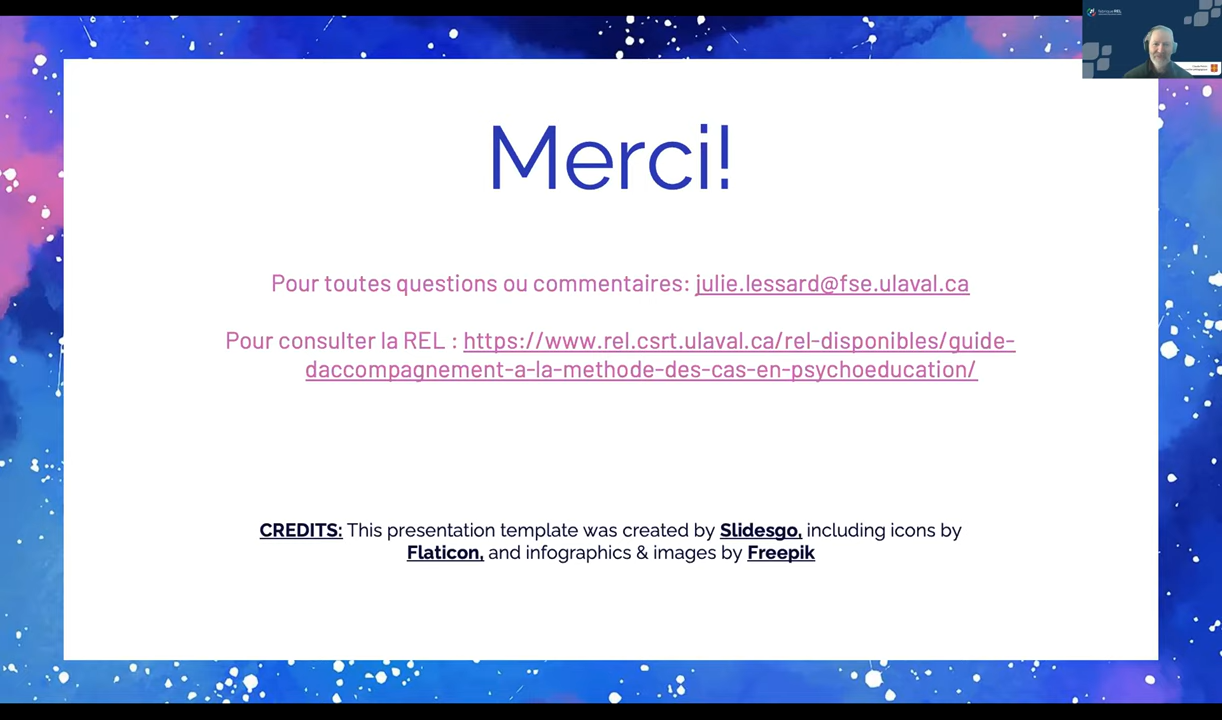 fabrique REL
Merci!
Pour toutes questions ou commentaires: julie.lessard@fse.ulaval.ca
Pour consulter la REL : https://www.rel.csrt.ulaval.ca/rel-disponibles/guide-
daccompagnement-a-la-methode-des-cas-en-psychoeducation/
CREDITS: This presentation template was created by Slidesgo, including icons by
Flaticon, and infographics & images by Freepik